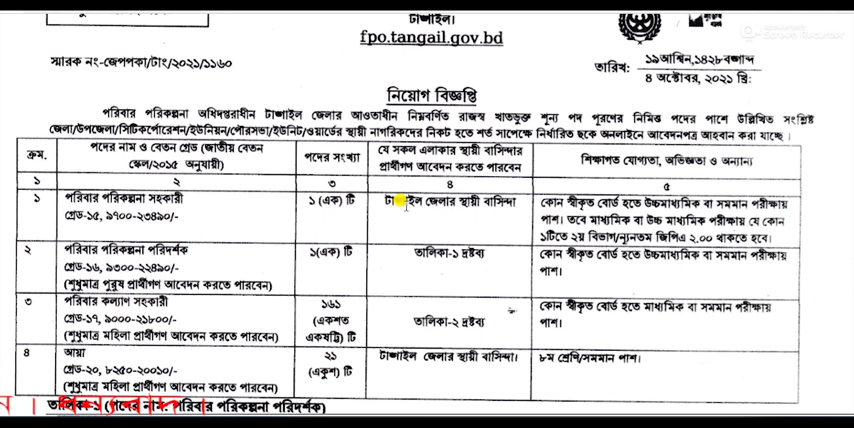 টাঙ্গাইল।
fpo.tangail.gov.bd
স্মারক নং-জেপপকা/টাং/২০২১/১১৬০
তারিখ: ১৯ আশ্বিন,১৪২৮ বঙ্গাব্দ
৪ অক্টোবর, ২০২১ খ্রি:
নিয়োগ বিজ্ঞপ্তি
পরিবার পরিকল্পনা অধিদপ্তরাধীন টাঙ্গাইল জেলার আওতাধীন নিম্নবর্ণিত রাজস্ব খাতভুক্ত শূন্য পদ পূরণের নিমিত্ত পদের পাশে উল্লিখিত সংশ্লিষ্ট
জেলা/উপজেলা/সিটিকর্পোরেশন/ইউনিয়ন/পৌরসভা/ইউনিট/ওয়ার্ডের স্থায়ী নাগরিকদের নিকট হতে শর্ত সাপেক্ষে নির্ধারিত ছকে অনলাইনে আবেদনপত্র আহবান করা যাচ্ছে।
ক্রম. পদের নাম ও বেতন গ্রেড (জাতীয় বেতন স্কেল/২০১৫ অনুযায়ী) পদের সংখ্যা যে সকল এলাকার স্থায়ী বাসিন্দার প্রার্থীগণ আবেদন করতে পারবেন শিক্ষাগত যোগ্যতা, অভিজ্ঞতা ও অন্যান্য
১ ২ ৩ ৪ ৫
১ পরিবার পরিকল্পনা সহকারী ১ (এক) টি টাঙ্গাইল জেলার স্থায়ী বাসিন্দা কোন স্বীকৃত বোর্ড হতে উচ্চমাধ্যমিক বা সমমান পরীক্ষায়
গ্রেড-১৫, ৯৭০০-২৩৪৯০/- পাশ। তবে মাধ্যমিক বা উচ্চ মাধ্যমিক পরীক্ষায় যে কোন
১টিতে ২য় বিভাগ/ন্যূনতম জিপিএ ২.০০ থাকতে হবে।
২ পরিবার পরিকল্পনা পরিদর্শক ১(এক) টি তালিকা-১ দ্রষ্টব্য কোন স্বীকৃত বোর্ড হতে উচ্চমাধ্যমিক বা সমমান পরীক্ষায়
গ্রেড-১৬, ৯৩০০-২২৪৯০/- পাশ।
(শুধুমাত্র পুরুষ প্রার্থীগণ আবেদন করতে পারবেন)
৩ পরিবার কল্যাণ সহকারী ১৬১ কোন স্বীকৃত বোর্ড হতে মাধ্যমিক বা সমমান পরীক্ষায়
গ্রেড-১৭, ৯০০০-২১৮০০/- (একশত তালিকা-২ দ্রষ্টব্য পাশ।
(শুধুমাত্র মহিলা প্রার্থীগণ আবেদন করতে পারবেন) একষট্টি) টি
৪ আয়া ২১ টাঙ্গাইল জেলার স্থায়ী বাসিন্দা। ৮ম শ্রেণি/সমমান পাশ।
গ্রেড-২০, ৮২৫০-২০০১০/- (একুশ) টি
(শুধুমাত্র মহিলা প্রার্থীগণ আবেদন করতে পারবেন)
তালিকা-১ (পদের নাম: পরিবার পরিকল্পনা পরিদর্শক)